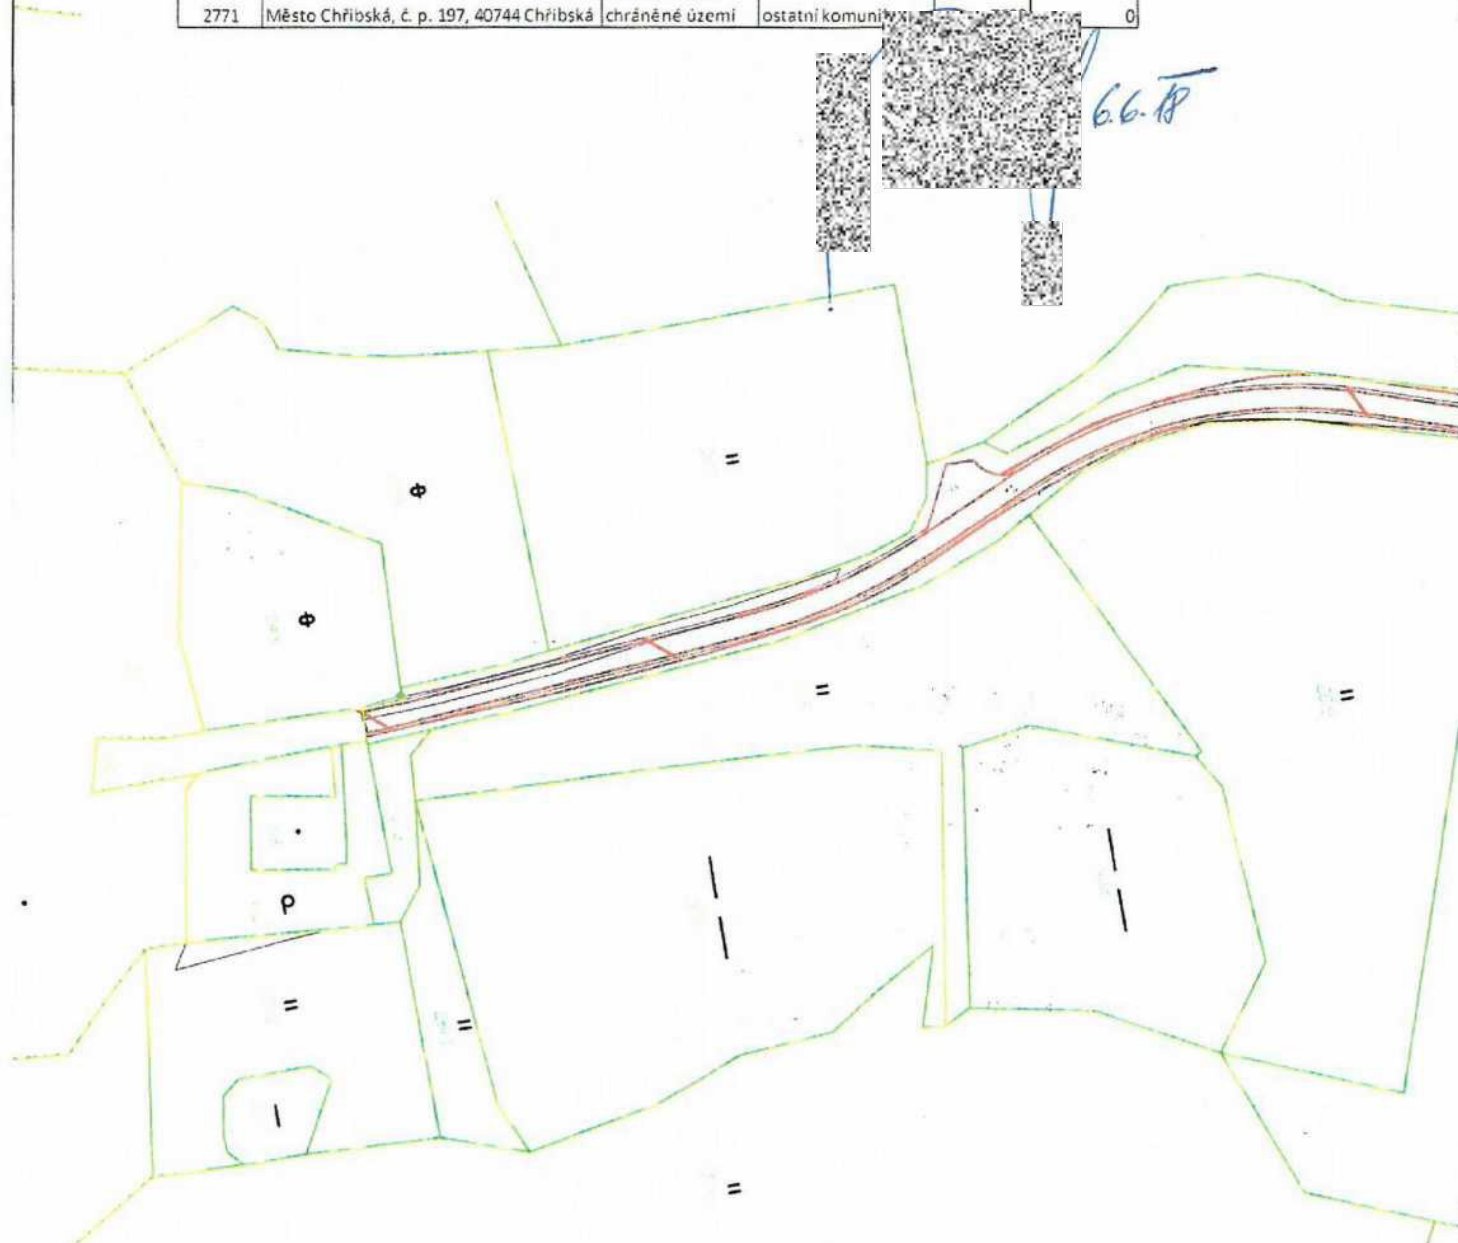 2771 Město Chřibská, č. p. 197, 40744 Chřibská chráněné území ostatní komuni 0
6.6.18